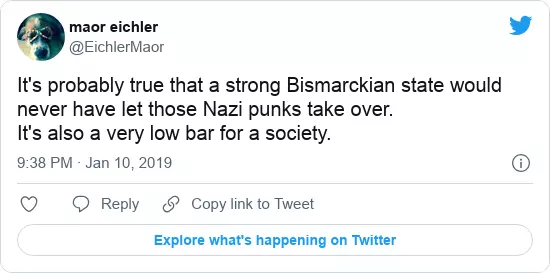 maor eichler
@EichlerMaor
It's probably true that a strong Bismarckian state would
never have let those Nazi punks take over.
It's also a very low bar for a society.
9:38 PM · Jan 10, 2019
Reply
Copy link to Tweet
Explore what's happening on Twitter